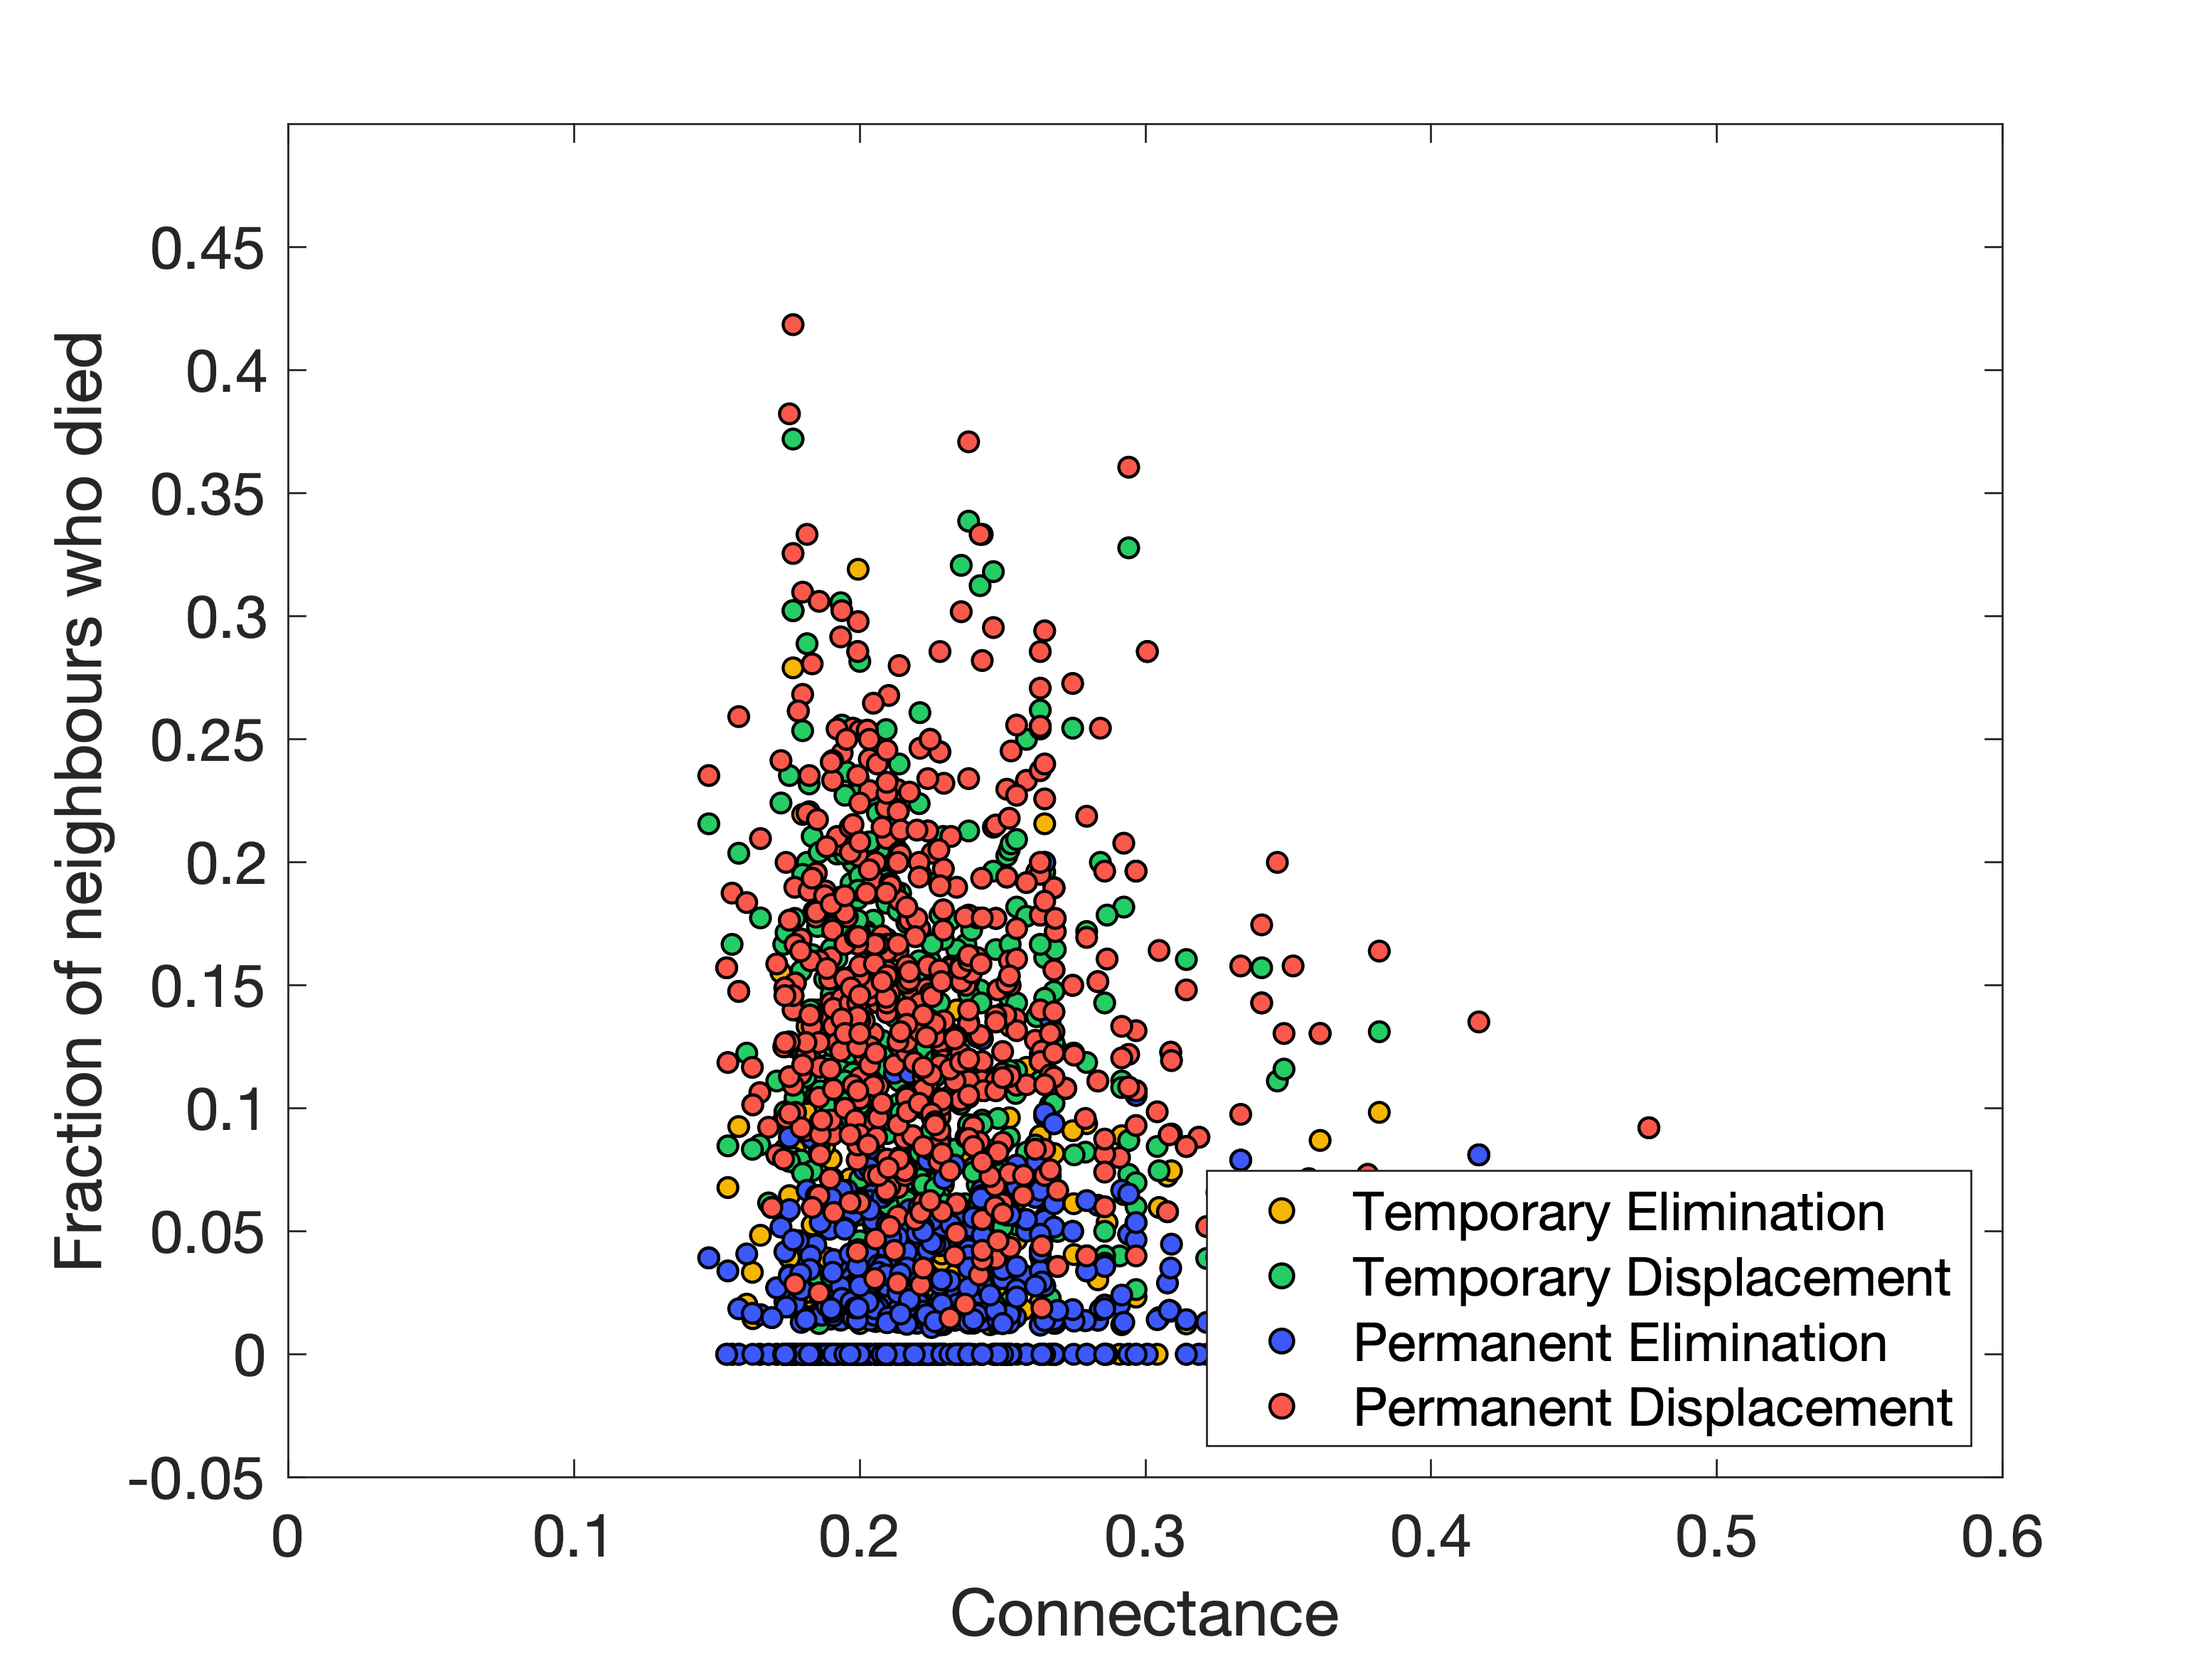 Fraction of neighbours who died
0.45
0.4
0.35
0.3
0.25
0.2
0.15
0.1
0.05
0
-0.05
Temporary Elimination
Temporary Displacement
Permanent Elimination
Permanent Displacement
0 0.1 0.2 0.3 0.4 0.5 0.6
Connectance